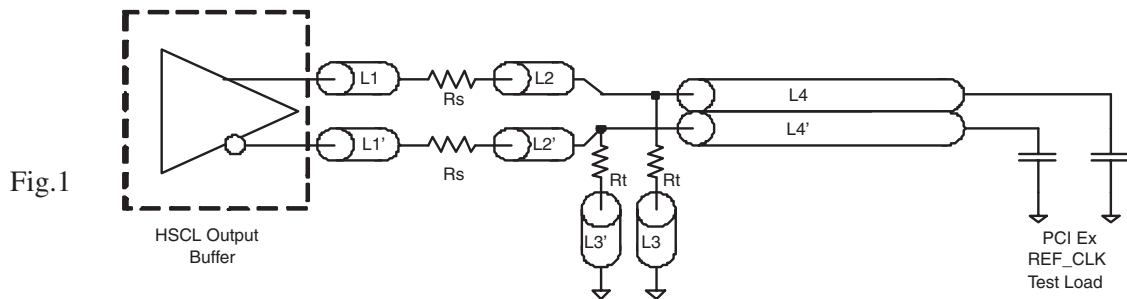 L1
Rs
L2
L4
L1'
Rs
L2'
L4'
Rt
Rt
L3'
L3
Fig.1
HSCL Output
Buffer
PCI Ex
REF_CLK
Test Load